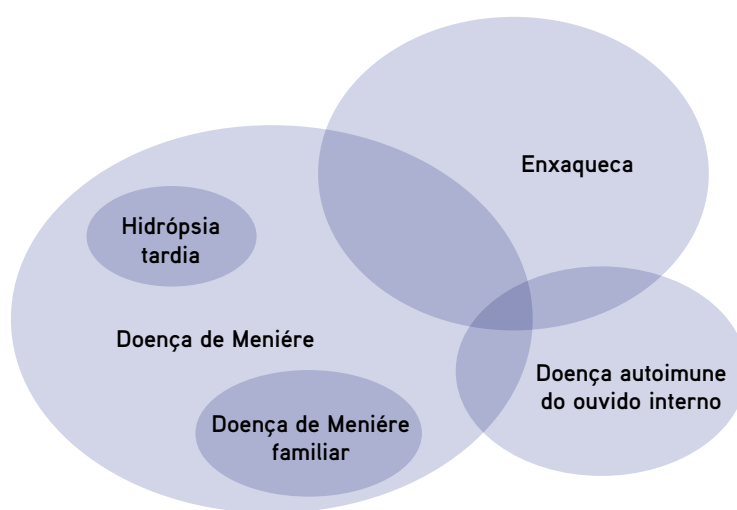 Enxaqueca
Hidrópsia
tardia
Doença de Meniére
Doença autoimune
do ouvido interno
Doença de Meniére
familiar